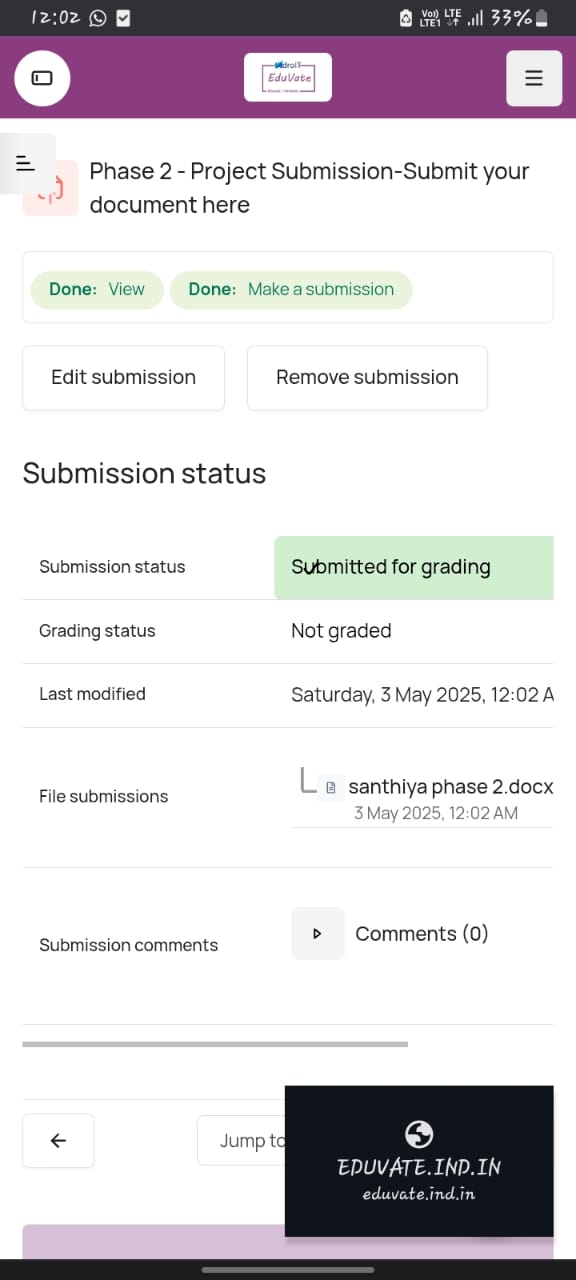 12:02
Vo) LTE
LTE1
33%
droiT
EduVate
Phase 2 - Project Submission-Submit your
document here
Done: View
Done: Make a submission
Edit submission
Remove submission
Submission status
Submission status
Submitted for grading
Grading status
Not graded
Last modified
Saturday, 3 May 2025, 12:02 A
File submissions
santhiya phase 2.docx
3 May 2025, 12:02 AM
Submission comments
Comments (0)
Jump to
EDUVATE.IND.IN
eduvate.ind.in